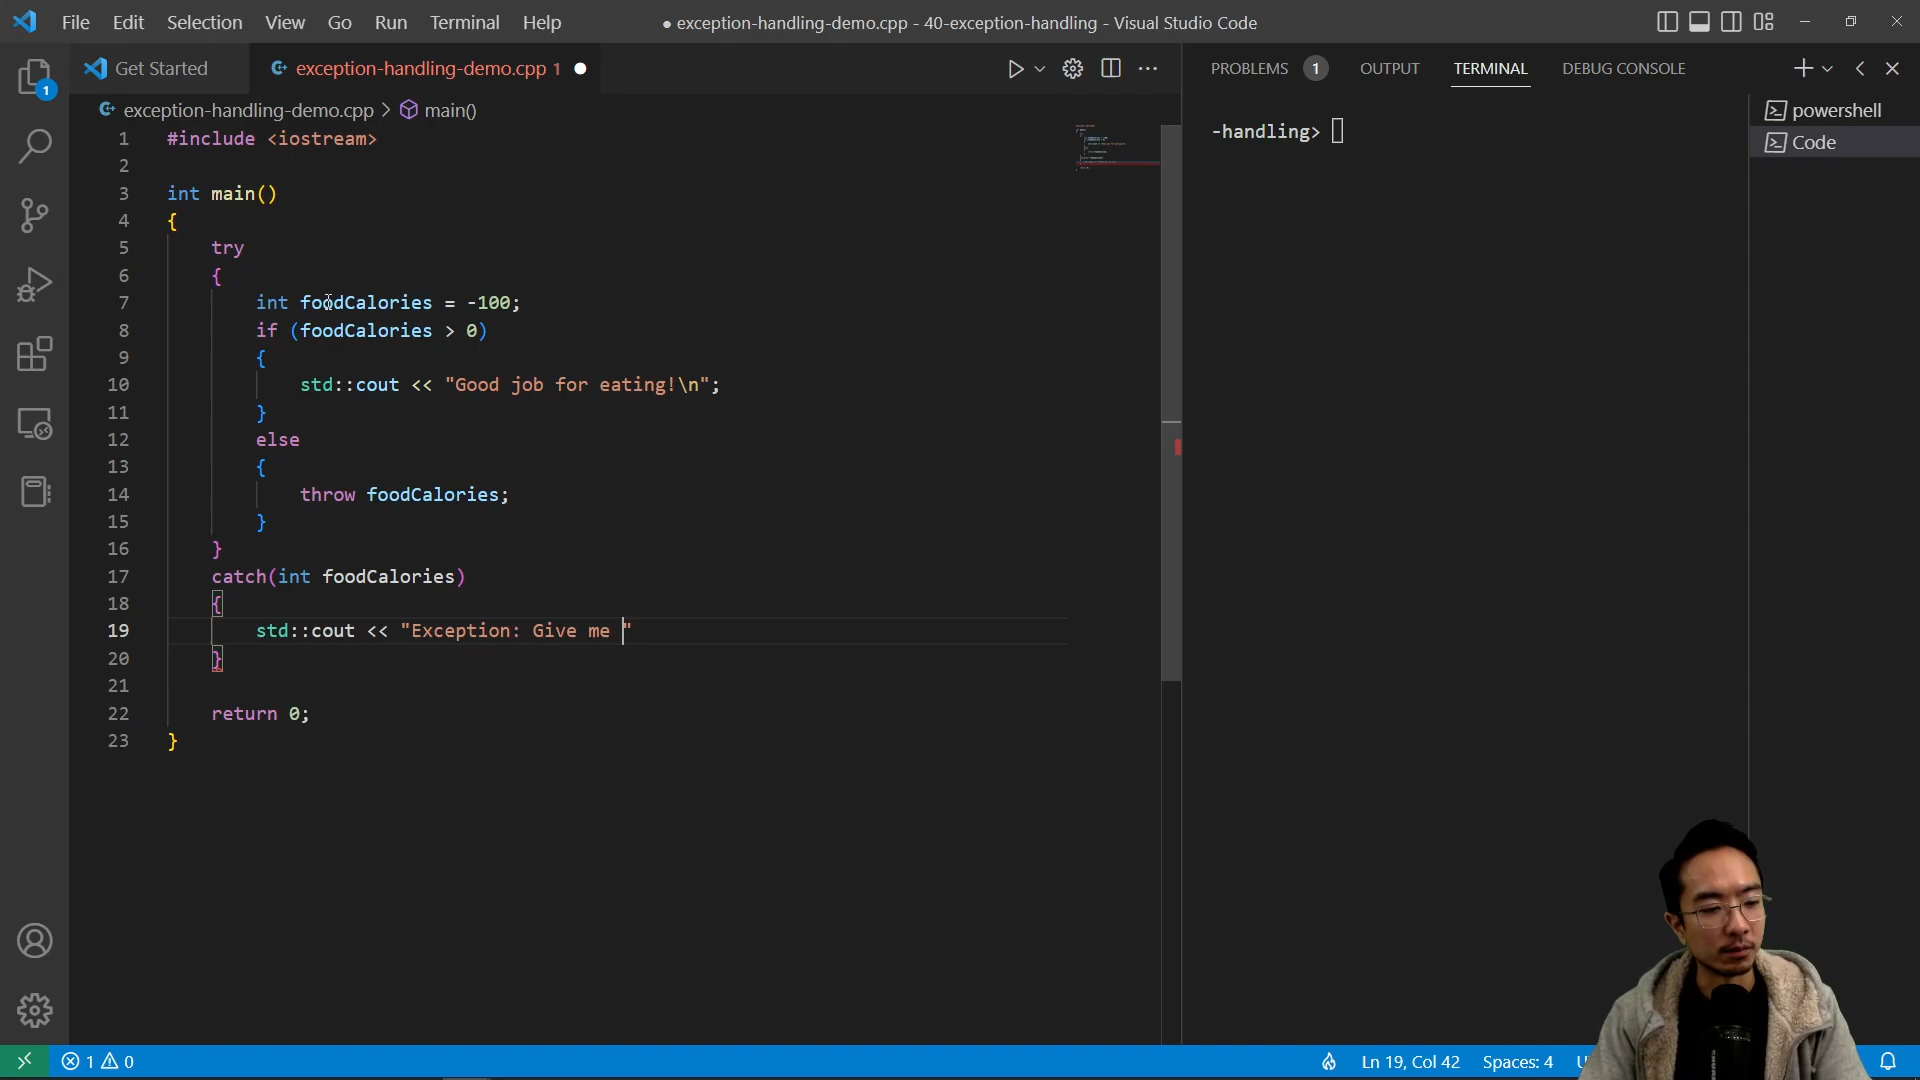 File Edit Selection View Go Run Terminal Help
● exception-handling-demo.cpp - 40-exception-handling - Visual Studio Code
Get Started
exception-handling-demo.cpp 1 ●
exception-handling-demo.cpp > main()
1 #include <iostream>
2
3 int main()
4 {
5 try
6 {
7 int foodCalories = -100;
8 if (foodCalories > 0)
9 {
10 std::cout << "Good job for eating!\n";
11 }
12 else
13 {
14 throw foodCalories;
15 }
16 }
17 catch(int foodCalories)
18 {
19 std::cout << "Exception: Give me "
20 }
21
22 return 0;
23 }
PROBLEMS 1 OUTPUT TERMINAL DEBUG CONSOLE
-handling>
powershell
Code
1
1 0
Ln 19, Col 42 Spaces: 4